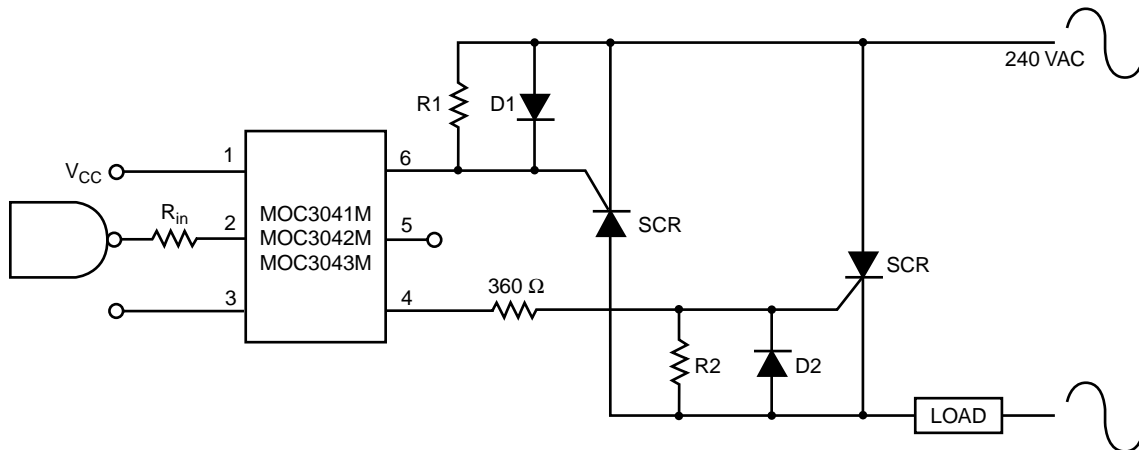 240 VAC
R1
D1
1
6
VCC
Rin
2
MOC3041M
MOC3042M
MOC3043M
5
SCR
SCR
3
4
360 Ω
R2
D2
LOAD